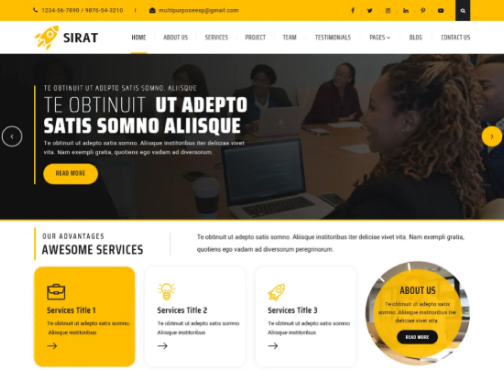 1234-56-7890 / 9876-54-3210 multipurposeexp@gmail.com
SIRAT
HOME ABOUT US SERVICES PROJECT TEAM TESTIMONIALS PAGES BLOG CONTACT US
TE OBTINUIT UT ADEPTO SATIS SOMNO. ALIISQUE
TE OBTINUIT UT ADEPTO
SATIS SOMNO ALIISQUE
Te obtinuit ut adepto satis somno. Aliisque institoribus iter deliciae vivet
vita. Nam exempli gratia, quotiens ego vadam ad diversorum.
READ MORE
OUR ADVANTAGES
AWESOME SERVICES
Te obtinuit ut adepto satis somno. Aliisque institoribus iter deliciae vivet vita. Nam exempli gratia,
quotiens ego vadam ad diversorum peregrinorum.
Services Title 1
Te obtinuit ut adepto satis somno.
Aliisque institoribus
Services Title 2
Te obtinuit ut adepto satis somno.
Aliisque institoribus
Services Title 3
Te obtinuit ut adepto satis somno.
Aliisque institoribus
ABOUT US
Te obtinuit ut adepto satis
somno. Aliisque institoribus
iter deliciae vivet vita.
READ MORE